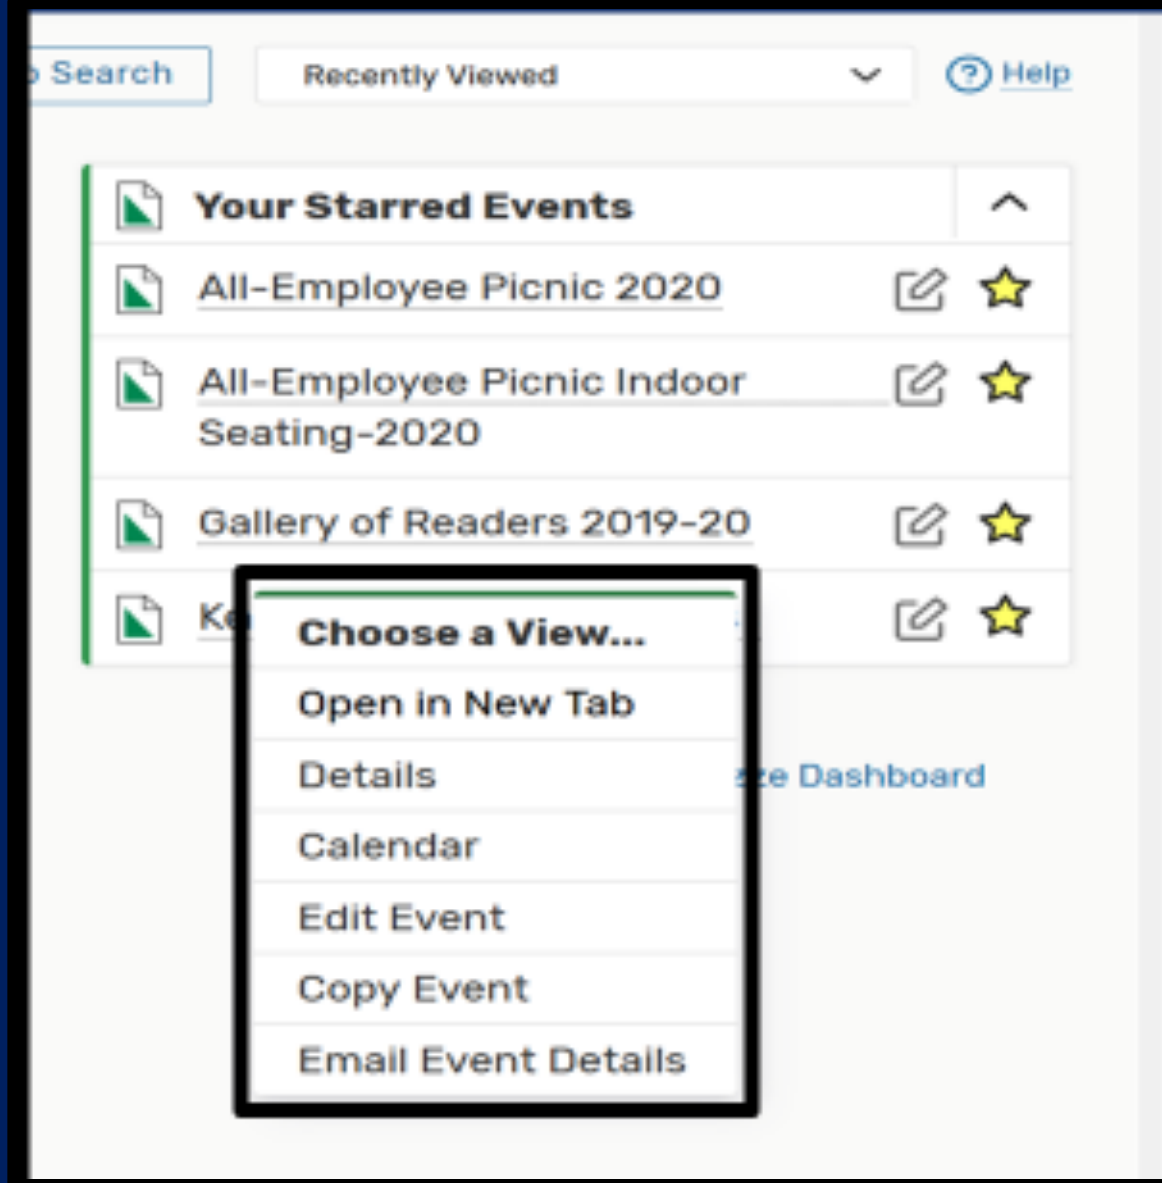 Search
Recently Viewed
? Help
Your Starred Events
All-Employee Picnic 2020
All-Employee Picnic Indoor
Seating-2020
Gallery of Readers 2019-20
Choose a View...
Open in New Tab
Details
Dashboard
Calendar
Edit Event
Copy Event
Email Event Details